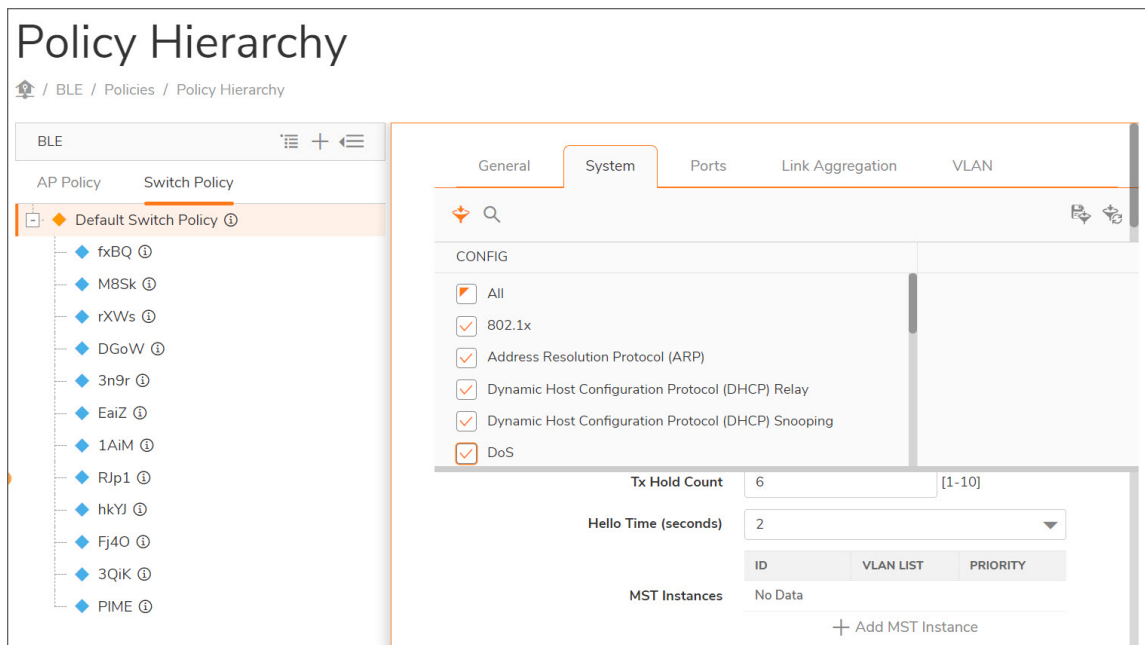 Policy Hierarchy
/ BLE / Policies / Policy Hierarchy
BLE
AP Policy Switch Policy
Default Switch Policy
fxBQ
M8Sk
rXWs
DGoW
3n9r
EaiZ
1AiM
RJp1
hkYJ
Fj4O
3QiK
PIME
General System Ports Link Aggregation VLAN
CONFIG
All
802.1x
Address Resolution Protocol (ARP)
Dynamic Host Configuration Protocol (DHCP) Relay
Dynamic Host Configuration Protocol (DHCP) Snooping
DoS
Tx Hold Count 6 [1-10]
Hello Time (seconds) 2
ID VLAN LIST PRIORITY
MST Instances No Data
+ Add MST Instance